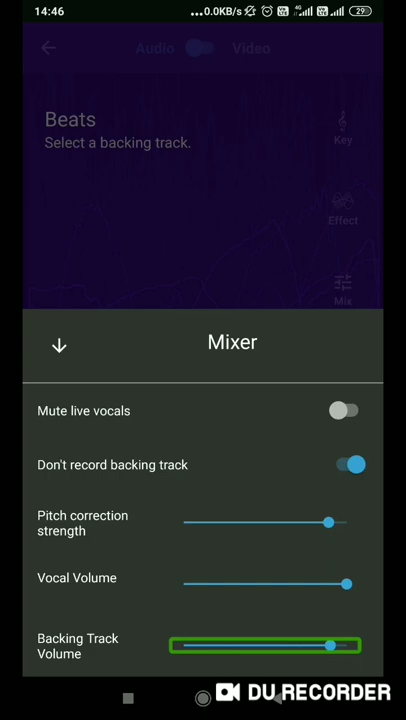 14:46
...0.0KB/s
4G
29
Audio
Video
Beats
Select a backing track.
Key
Effect
Mix
Mixer
Mute live vocals
Don't record backing track
Pitch correction
strength
Vocal Volume
Backing Track
Volume
DU RECORDER